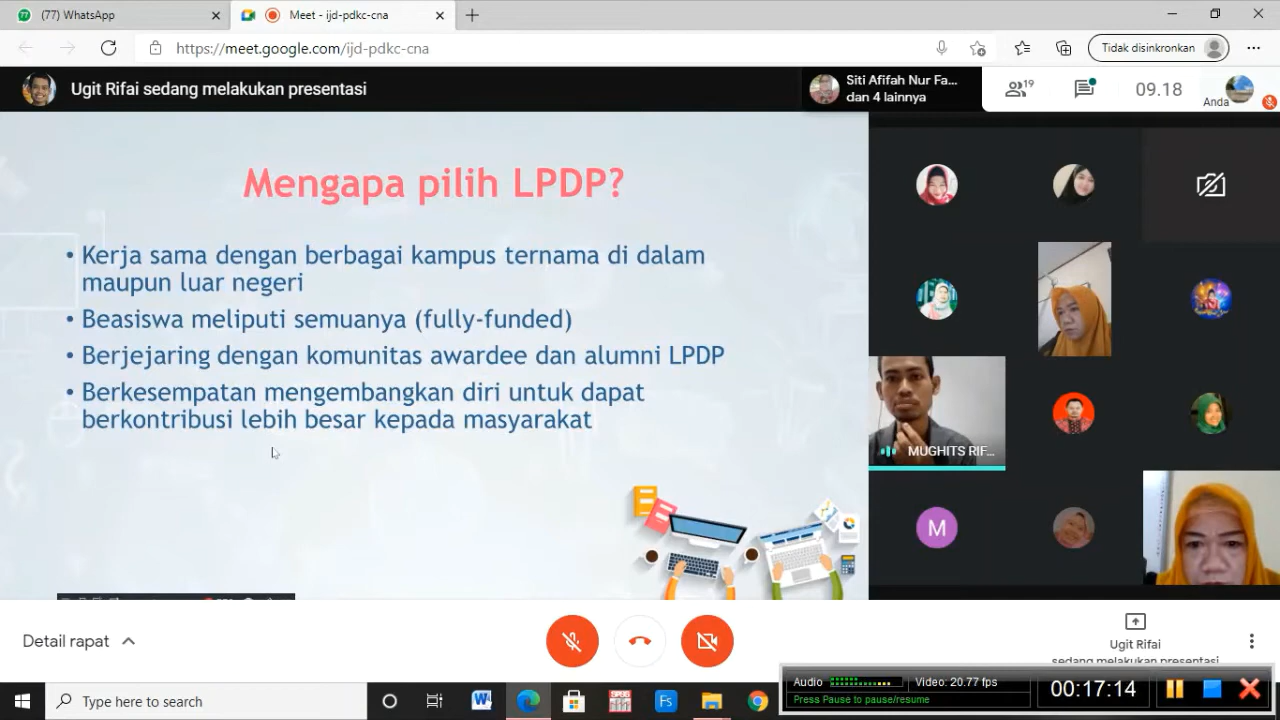 (77) WhatsApp
Meet - ijd-pdkc-cna
https://meet.google.com/ijd-pdkc-cna
Tidak disinkronkan
Ugit Rifai sedang melakukan presentasi
Siti Afifah Nur Fa...
dan 4 lainnya
19
09.18
Anda
Mengapa pilih LPDP?
• Kerja sama dengan berbagai kampus ternama di dalam
maupun luar negeri
• Beasiswa meliputi semuanya (fully-funded)
• Berjejaring dengan komunitas awardee dan alumni LPDP
• Berkesempatan mengembangkan diri untuk dapat
berkontribusi lebih besar kepada masyarakat
MUGHITS RIF...
M
Detail rapat
Ugit Rifai
sedang melakukan presentasi
Audio
Video: 20.77 fps
Press Pause to pause/resume
00:17:14
Type here to search